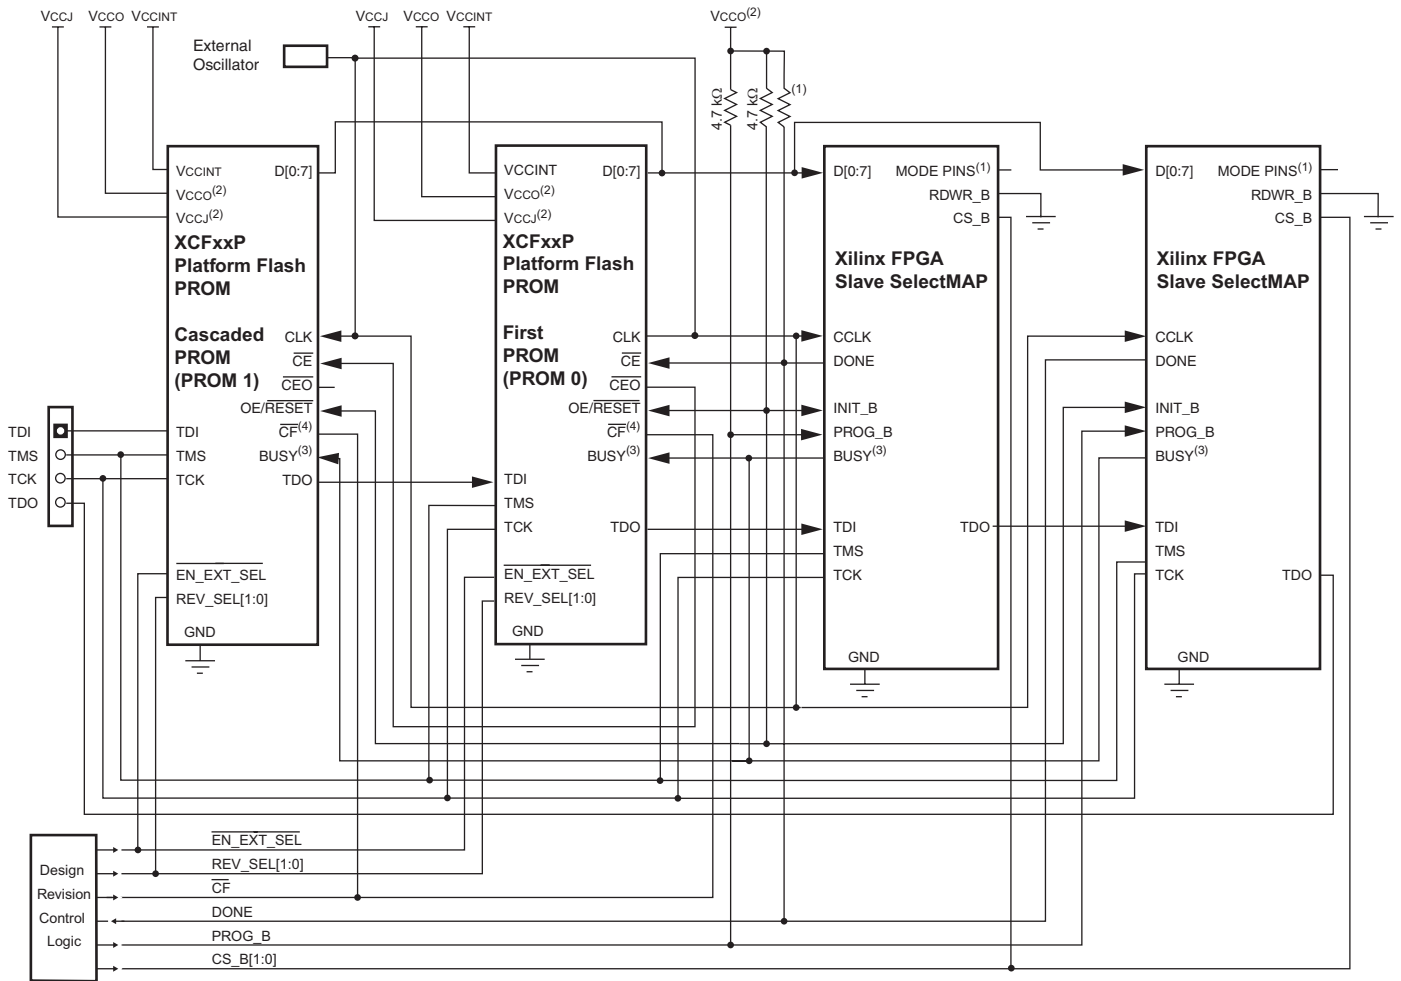 VCCJ VCCO VCCINT
External
Oscillator
VCCJ VCCO VCCINT
VCCO(2)
4.7 kΩ
4.7 kΩ
(1)
VCCINT
VCCO(2)
VCCJ(2)
D[0:7]
XCFxxP
Platform Flash
PROM
Cascaded
PROM
(PROM 1)
CLK
CE
CEO
OE/RESET
CF(4)
BUSY(3)
TDO
TDI
TMS
TCK
EN_EXT_SEL
REV_SEL[1:0]
GND
TDI
TMS
TCK
TDO
VCCINT
VCCO(2)
VCCJ(2)
D[0:7]
XCFxxP
Platform Flash
PROM
First
PROM
(PROM 0)
CLK
CE
CEO
OE/RESET
CF(4)
BUSY(3)
TDI
TMS
TCK
TDO
EN_EXT_SEL
REV_SEL[1:0]
GND
D[0:7]
MODE PINS(1)
RDWR_B
CS_B
Xilinx FPGA
Slave SelectMAP
CCLK
DONE
INIT_B
PROG_B
BUSY(3)
TDI
TMS
TCK
TDO
GND
D[0:7]
MODE PINS(1)
RDWR_B
CS_B
Xilinx FPGA
Slave SelectMAP
CCLK
DONE
INIT_B
PROG_B
BUSY(3)
TDI
TMS
TCK
TDO
GND
Design
Revision
Control
Logic
EN_EXT_SEL
REV_SEL[1:0]
CF
DONE
PROG_B
CS_B[1:0]